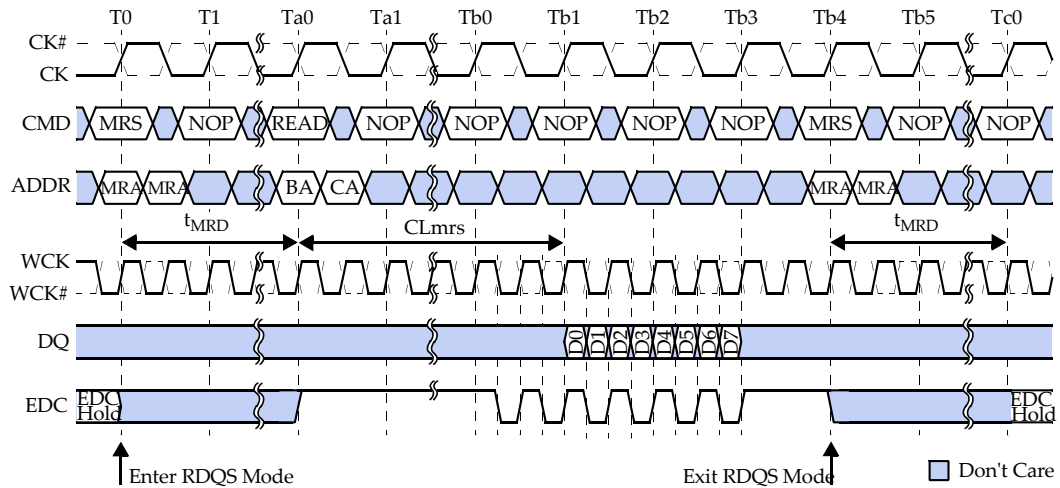 T0 T1 Ta0 Ta1 Tb0 Tb1 Tb2 Tb3 Tb4 Tb5 Tc0
CK#
CK
CMD MRS NOP READ NOP NOP NOP NOP NOP MRS NOP NOP
ADDR MRA MRA BA CA MRA MRA
tMRD CLmrs tMRD
WCK
WCK#
DQ D0 D1 D2 D3 D4 D5 D6 D7
EDC EDC Hold EDC Hold
Enter RDQS Mode Exit RDQS Mode Don't Care